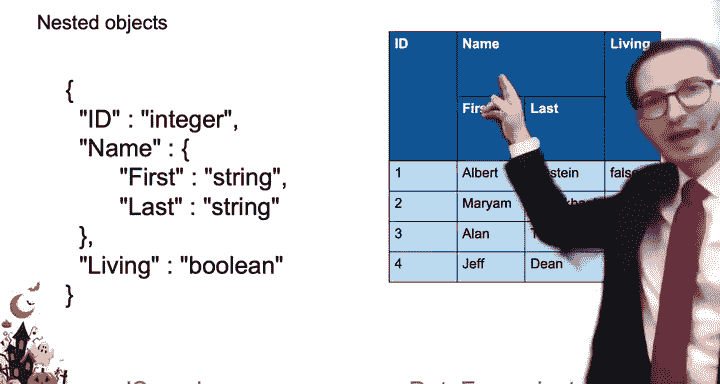 Nested objects
{
"ID" : "integer",
"Name" : {
"First" : "string",
"Last" : "string"
},
"Living" : "boolean"
}
ID Name Living
Last
1 Albert
2 Maryam
3 Alan
4 Jeff Dean